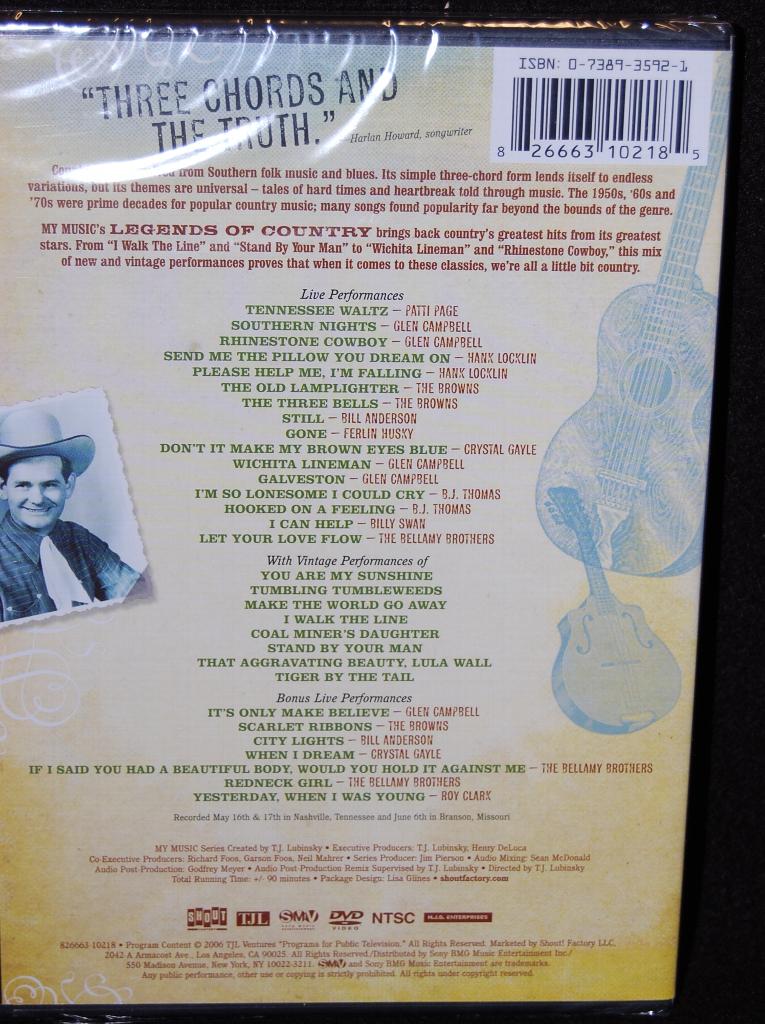 ISBN: 0-7389-3592-1
8 26663 10218 5
"THREE CHORDS AND
THE TRUTH."
—Harlan Howard, songwriter
from Southern folk music and blues. Its simple three-chord form lends itself to endless
variations, but its themes are universal – tales of hard times and heartbreak told through music. The 1950s, '60s and
'70s were prime decades for popular country music; many songs found popularity far beyond the bounds of the genre.
MY MUSIC's LEGENDS OF COUNTRY brings back country's greatest hits from its greatest
stars. From "I Walk The Line" and "Stand By Your Man" to "Wichita Lineman" and "Rhinestone Cowboy," this mix
of new and vintage performances proves that when it comes to these classics, we're all a little bit country.
Live Performances
TENNESSEE WALTZ – PATTI PAGE
SOUTHERN NIGHTS – GLEN CAMPBELL
RHINESTONE COWBOY – GLEN CAMPBELL
SEND ME THE PILLOW YOU DREAM ON – HANK LOCKLIN
PLEASE HELP ME, I'M FALLING – HANK LOCKLIN
THE OLD LAMPLIGHTER – THE BROWNS
THE THREE BELLS – THE BROWNS
STILL – BILL ANDERSON
GONE – FERLIN HUSKY
DON'T IT MAKE MY BROWN EYES BLUE – CRYSTAL GAYLE
WICHITA LINEMAN – GLEN CAMPBELL
GALVESTON – GLEN CAMPBELL
I'M SO LONESOME I COULD CRY – B.J. THOMAS
HOOKED ON A FEELING – B.J. THOMAS
I CAN HELP – BILLY SWAN
LET YOUR LOVE FLOW – THE BELLAMY BROTHERS
With Vintage Performances of
YOU ARE MY SUNSHINE
TUMBLING TUMBLEWEEDS
MAKE THE WORLD GO AWAY
I WALK THE LINE
COAL MINER'S DAUGHTER
STAND BY YOUR MAN
THAT AGGRAVATING BEAUTY, LULA WALL
TIGER BY THE TAIL
Bonus Live Performances
IT'S ONLY MAKE BELIEVE – GLEN CAMPBELL
SCARLET RIBBONS – THE BROWNS
CITY LIGHTS – BILL ANDERSON
WHEN I DREAM – CRYSTAL GAYLE
IF I SAID YOU HAD A BEAUTIFUL BODY, WOULD YOU HOLD IT AGAINST ME – THE BELLAMY BROTHERS
REDNECK GIRL – THE BELLAMY BROTHERS
YESTERDAY, WHEN I WAS YOUNG – ROY CLARK
Recorded May 16th & 17th in Nashville, Tennessee and June 6th in Branson, Missouri
MY MUSIC Series Created by T.J. Lubinsky • Executive Producers: T.J. Lubinsky, Henry DeLuca
Co-Executive Producers: Richard Foos, Garson Foos, Neil Mahrer • Series Producer: Jim Pierson • Audio Mixing: Sean McDonald
Audio Post-Production: Godfrey Meyer • Audio Post-Production Remix Supervised by T.J. Lubinsky • Directed by T.J. Lubinsky
Total Running Time: +/- 90 minutes • Package Design: Lisa Glines • shoutfactory.com
SHOUT TJL SMV DVD VIDEO NTSC H.J.G. ENTERPRISES
826663-10218 • Program Content © 2006 TJL Ventures "Programs for Public Television." All Rights Reserved. Marketed by Shout! Factory LLC,
2042-A Armacost Ave., Los Angeles, CA 90025. All Rights Reserved/Distributed by Sony BMG Music Entertainment Inc./
550 Madison Avenue, New York, NY 10022-3211. SMV and Sony BMG Music Entertainment are trademarks.
Any public performance, other use or copying is strictly prohibited. All rights under copyright reserved.